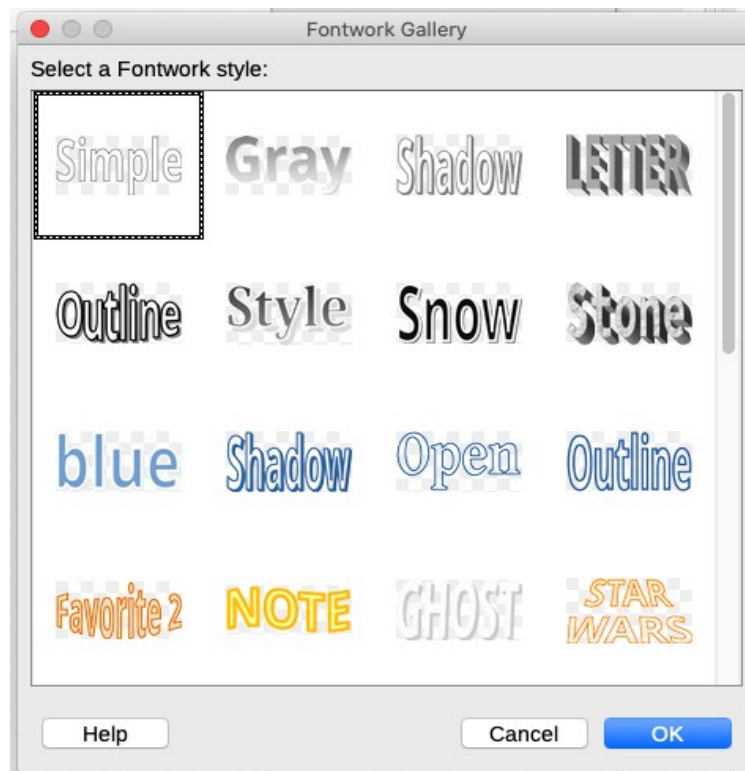 Fontwork Gallery
Select a Fontwork style:
Simple Gray Shadow LETTER
Outline Style Snow Stone
blue Shadow Open Outline
Favorite 2 NOTE GHOST STAR WARS
Help Cancel OK